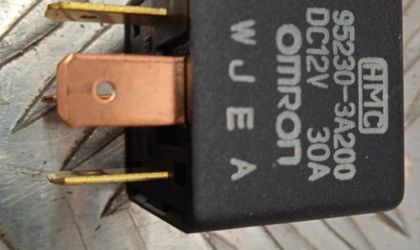 HMC
95230-3A200
DC12V 30A
OMRON
W J E A